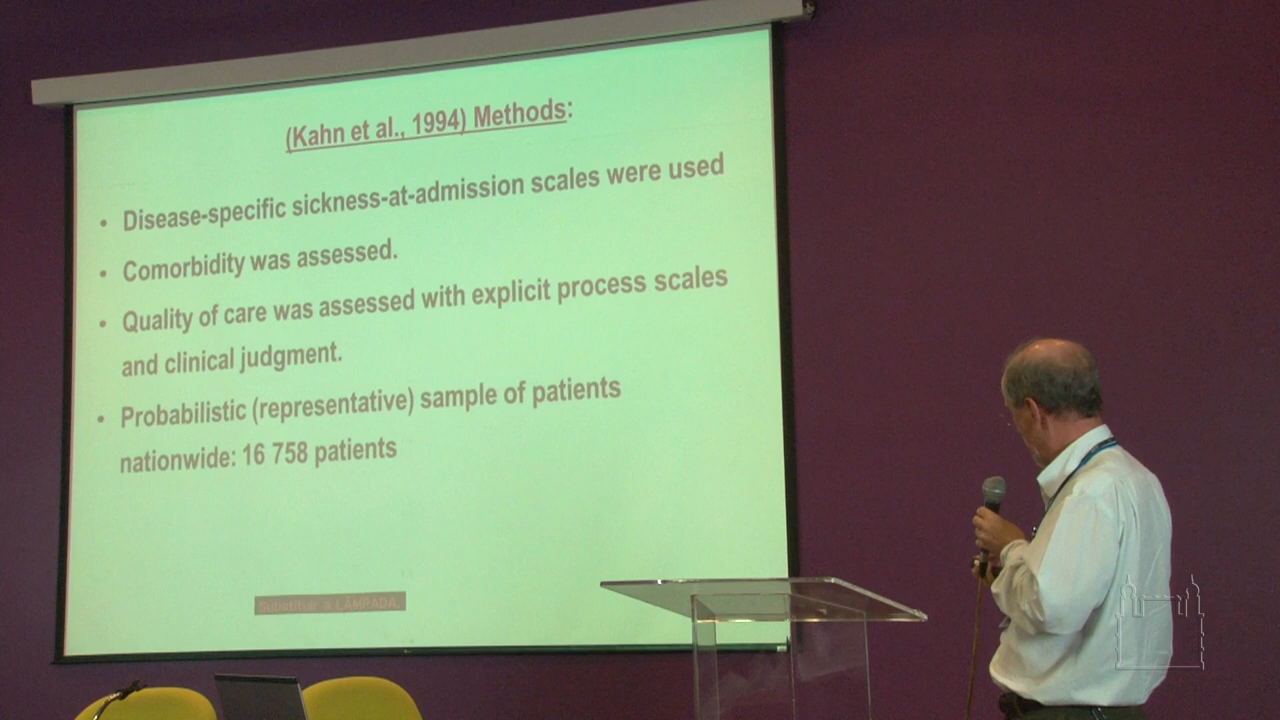 (Kahn et al., 1994) Methods:
• Disease-specific sickness-at-admission scales were used
• Comorbidity was assessed.
• Quality of care was assessed with explicit process scales
and clinical judgment.
• Probabilistic (representative) sample of patients
nationwide: 16 758 patients
Substituir a LÂMPADA.